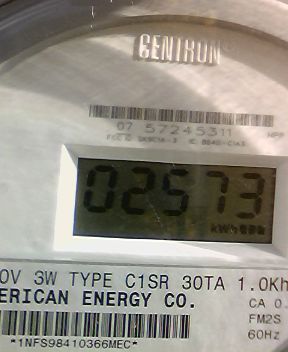 CENTRON
07 57245311
02573
0V 3W TYPE C1SR 30TA 1.0Kh
ERICAN ENERGY CO. CA 0.
FM2S
60Hz
*1NFS98410366MEC*